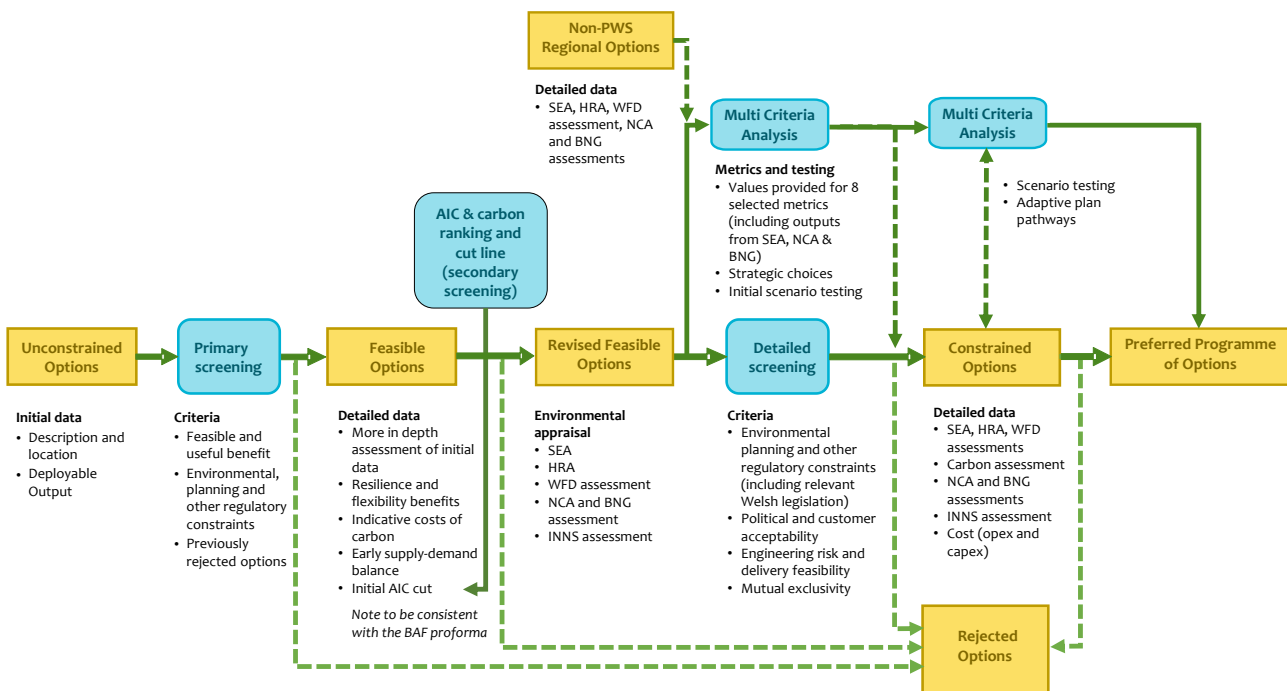 Non-PWS
Regional Options
Detailed data
• SEA, HRA, WFD
assessment, NCA
and BNG
assessments
Multi Criteria
Analysis
Metrics and testing
• Values provided for 8
selected metrics
(including outputs
from SEA, NCA &
BNG)
• Strategic choices
• Initial scenario testing
Multi Criteria
Analysis
• Scenario testing
• Adaptive plan
pathways
AIC & carbon
ranking and
cut line
(secondary
screening)
Unconstrained
Options
Initial data
• Description and
location
• Deployable
Output
Primary
screening
Criteria
• Feasible and
useful benefit
• Environmental,
planning and
other regulatory
constraints
• Previously
rejected options
Feasible
Options
Detailed data
• More in depth
assessment of initial
data
• Resilience and
flexibility benefits
• Indicative costs of
carbon
• Early supply-demand
balance
• Initial AIC cut
Note to be consistent
with the BAF proforma
Revised Feasible
Options
Environmental
appraisal
• SEA
• HRA
• WFD assessment
• NCA and BNG
assessment
• INNS assessment
Detailed
screening
Criteria
• Environmental
planning and other
regulatory constraints
(including relevant
Welsh legislation)
• Political and customer
acceptability
• Engineering risk and
delivery feasibility
• Mutual exclusivity
Constrained
Options
Detailed data
• SEA, HRA, WFD
assessments
• Carbon assessment
• NCA and BNG
assessments
• INNS assessment
• Cost (opex and
capex)
Preferred Programme
of Options
Rejected
Options